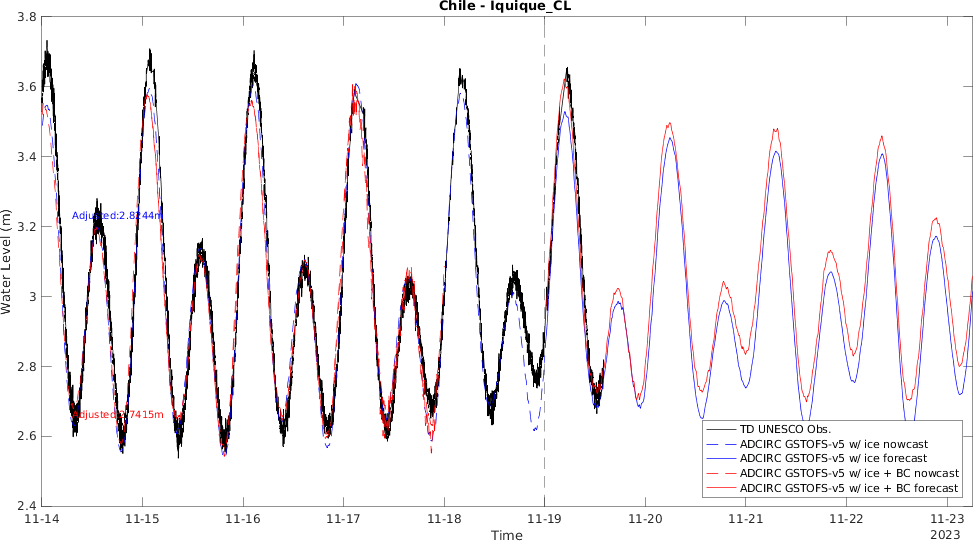 Chile - Iquique_CL
Water Level (m)
3.8
3.6
3.4
3.2
3
2.8
2.6
2.4
Adjusted:2.8244m
Adjusted:2.7415m
TD UNESCO Obs.
ADCIRC GSTOFS-v5 w/ ice nowcast
ADCIRC GSTOFS-v5 w/ ice forecast
ADCIRC GSTOFS-v5 w/ ice + BC nowcast
ADCIRC GSTOFS-v5 w/ ice + BC forecast
11-14 11-15 11-16 11-17 11-18 11-19 11-20 11-21 11-22 11-23
2023
Time